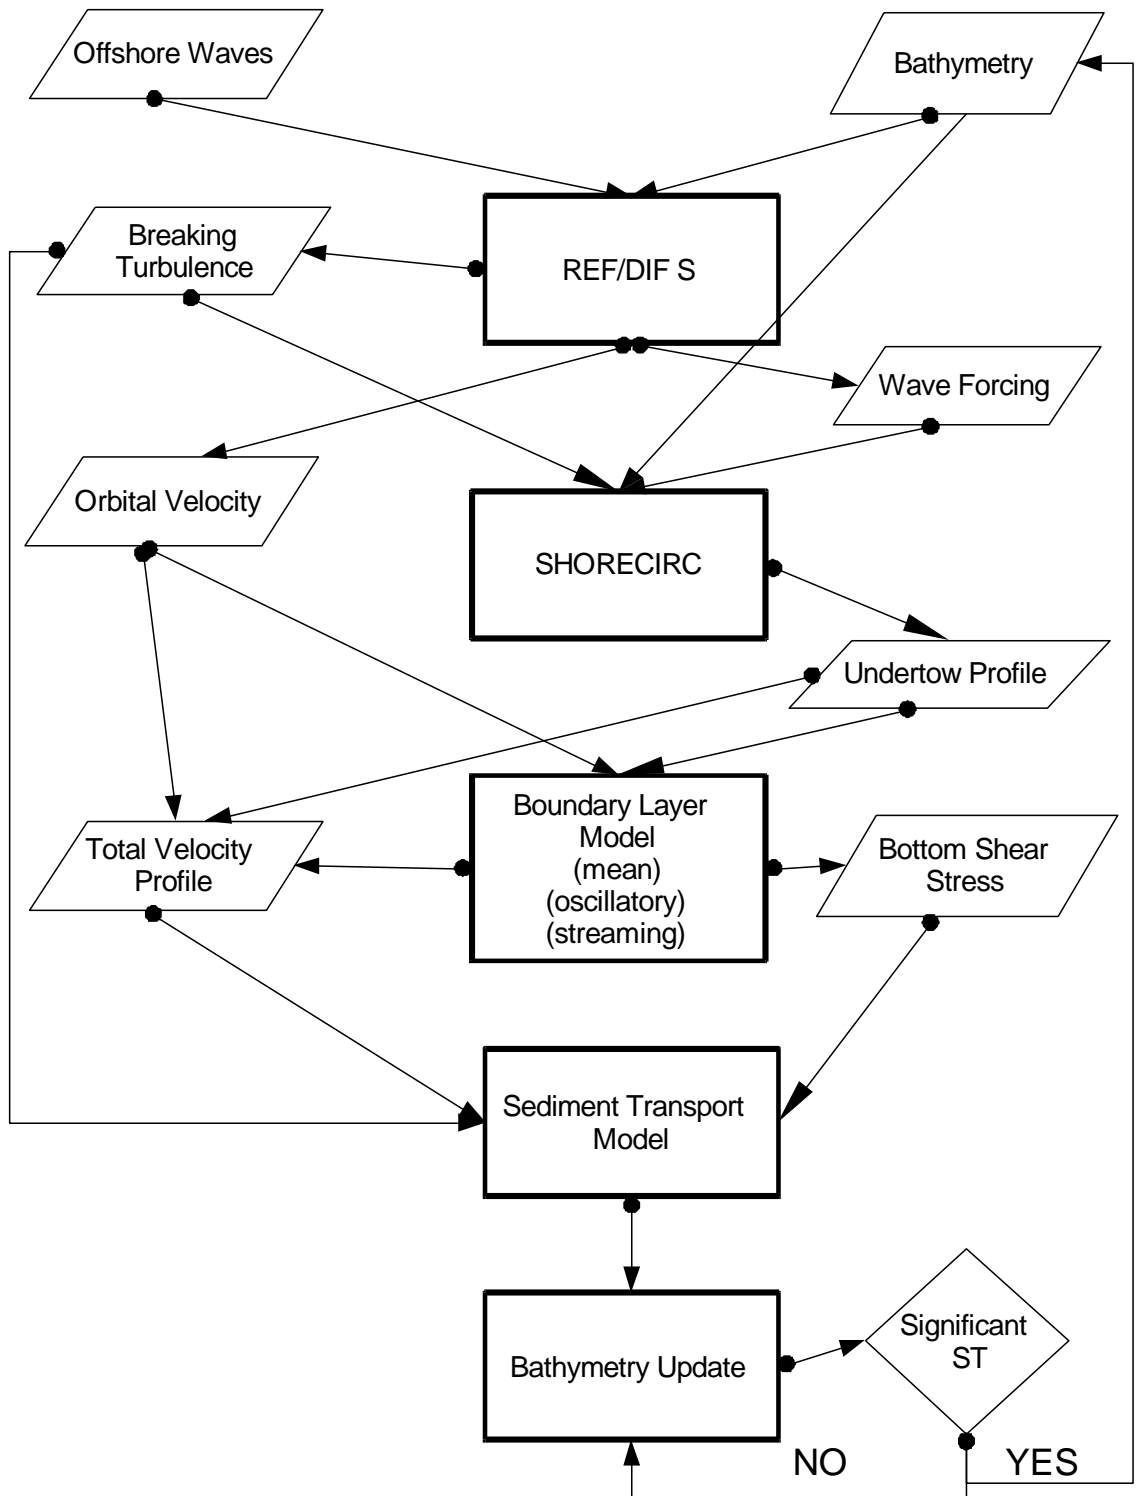 Offshore Waves
Bathymetry
Breaking
Turbulence
REF/DIF S
Wave Forcing
Orbital Velocity
SHORECIRC
Undertow Profile
Boundary Layer
Model
(mean)
(oscillatory)
(streaming)
Total Velocity
Profile
Bottom Shear
Stress
Sediment Transport
Model
Significant
ST
Bathymetry Update
NO
YES